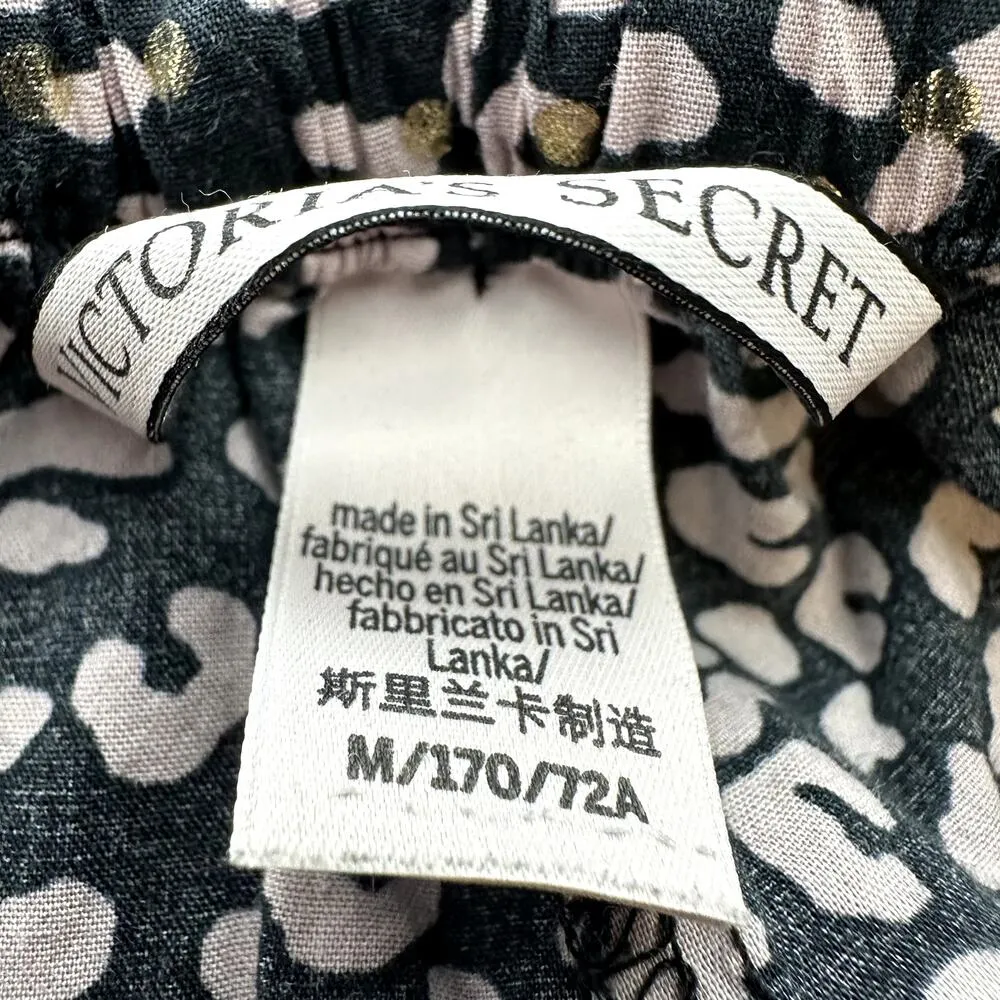 VICTORIA'S SECRET
made in Sri Lanka/
fabriqué au Sri Lanka/
hecho en Sri Lanka/
fabbricato in Sri
Lanka/
斯里兰卡制造
M/170/72A